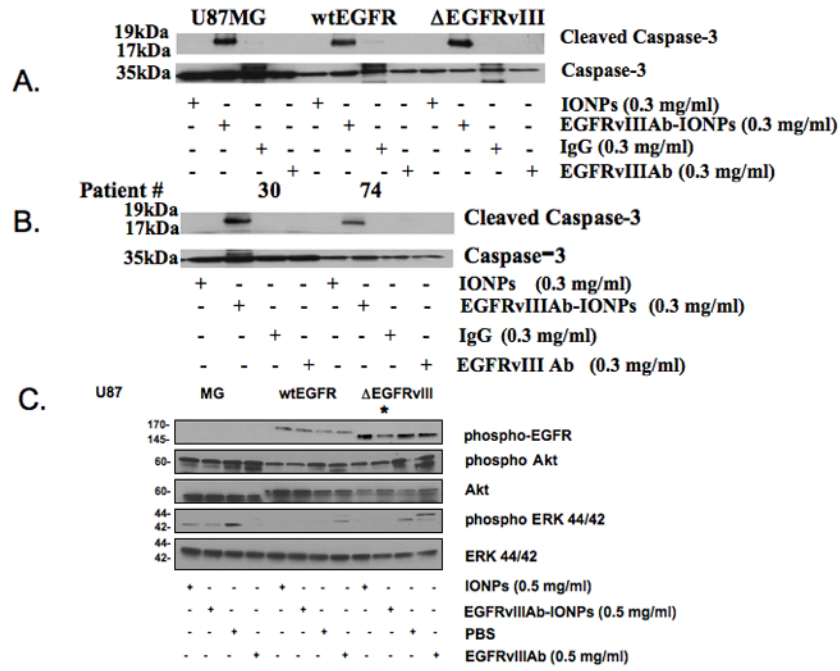 U87MG wtEGFR ΔEGFRvIII
19kDa
17kDa
Cleaved Caspase-3
35kDa
Caspase-3
A.
+ - - - + - - - + - - - IONPs (0.3 mg/ml)
- + - - - + - - - + - - EGFRvIIIAb-IONPs (0.3 mg/ml)
- - + - - - + - - - + - IgG (0.3 mg/ml)
- - - + - - - + - - - + EGFRvIIIAb (0.3 mg/ml)
Patient # 30 74
B.
19kDa
17kDa
Cleaved Caspase-3
35kDa
Caspase-3
+ - - - + - - - IONPs (0.3 mg/ml)
- + - - - + - - EGFRvIIIAb-IONPs (0.3 mg/ml)
- - + - - - + - IgG (0.3 mg/ml)
- - - + - - - + EGFRvIII Ab (0.3 mg/ml)
C.
U87 MG wtEGFR ΔEGFRvIII
*
170-
145-
phospho-EGFR
60-
phospho Akt
60-
Akt
44-
42-
phospho ERK 44/42
44-
42-
ERK 44/42
+ - - - + - - - + - - - IONPs (0.5 mg/ml)
- + - - - + - - - + - - EGFRvIIIAb-IONPs (0.5 mg/ml)
- - + - - - + - - - + - PBS
- - - + - - - + - - - + EGFRvIIIAb (0.5 mg/ml)